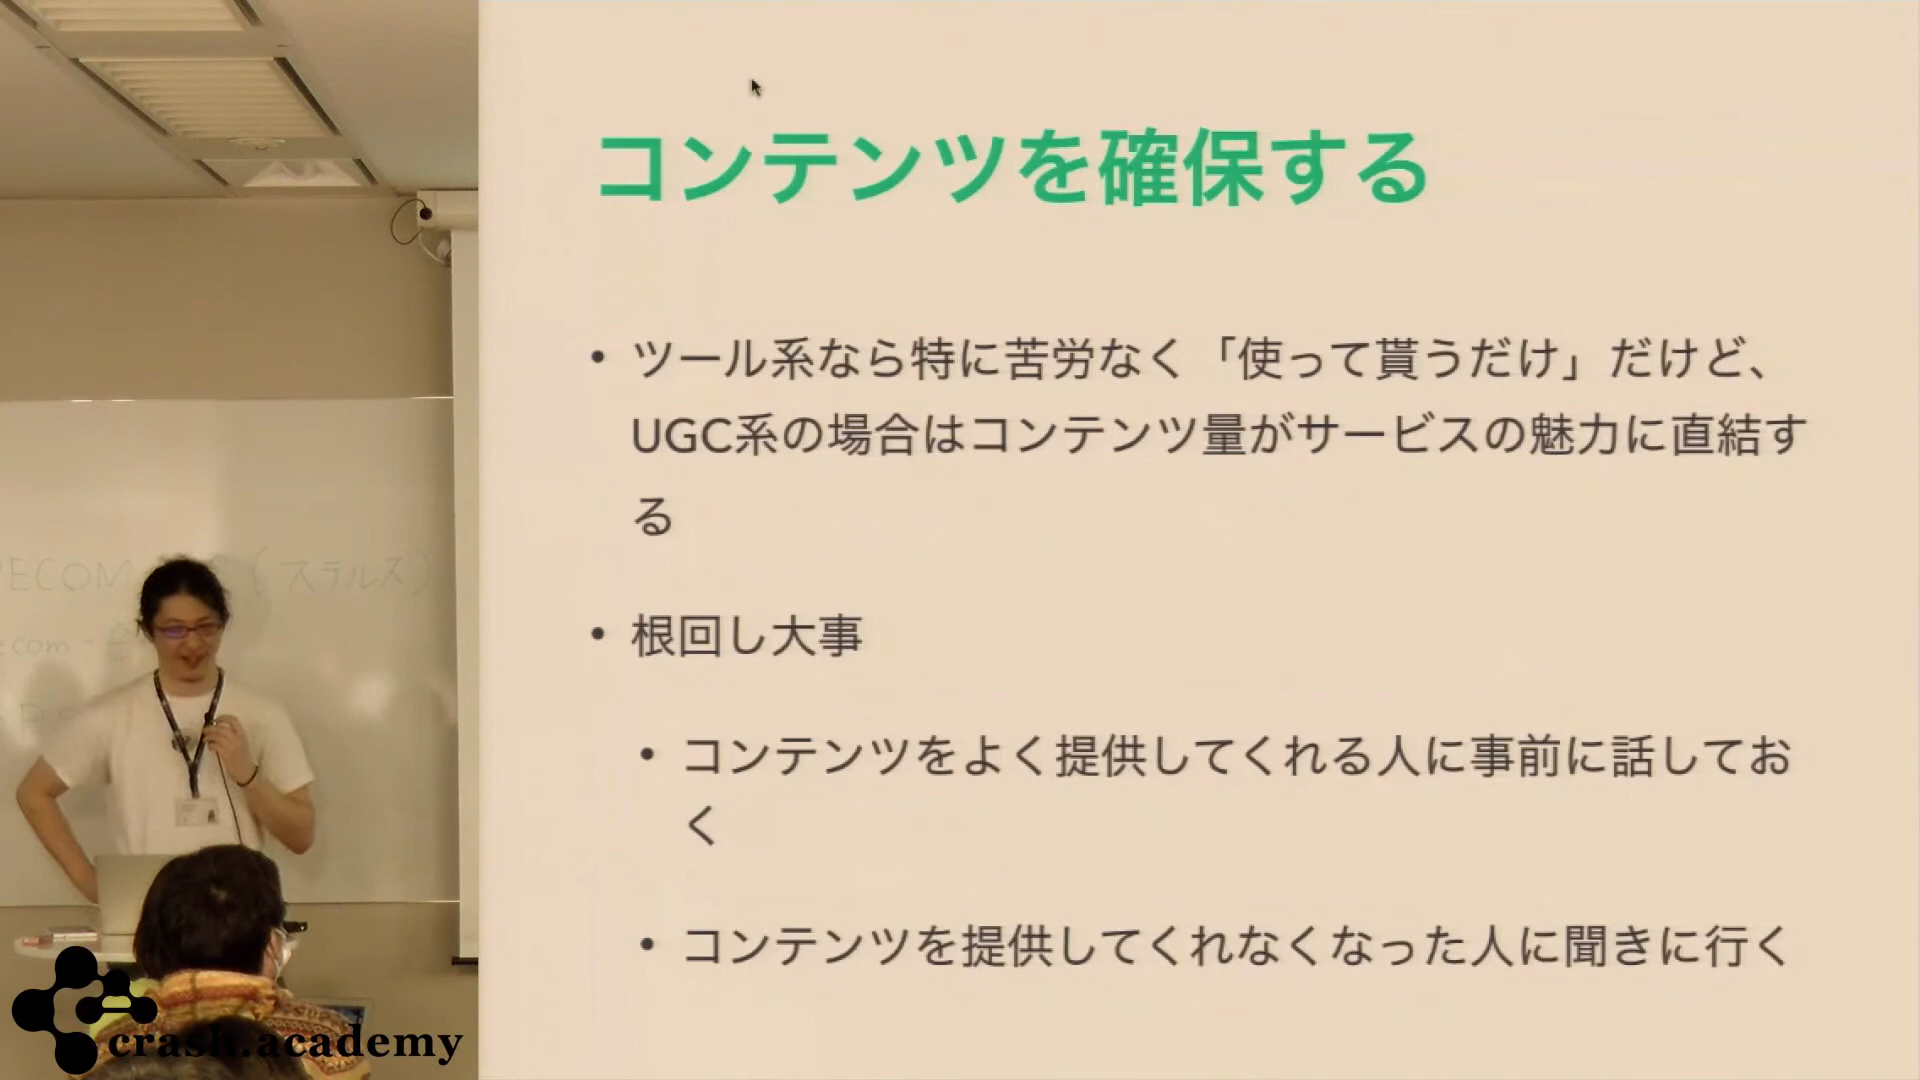 コンテンツを確保する
• ツール系なら特に苦労なく「使って貰うだけ」だけど、
UGC系の場合はコンテンツ量がサービスの魅力に直結す
る
• 根回し大事
• コンテンツをよく提供してくれる人に事前に話してお
く
• コンテンツを提供してくれなくなった人に聞きに行く
ECOM
(ステルス)
ecom-
crash.academy